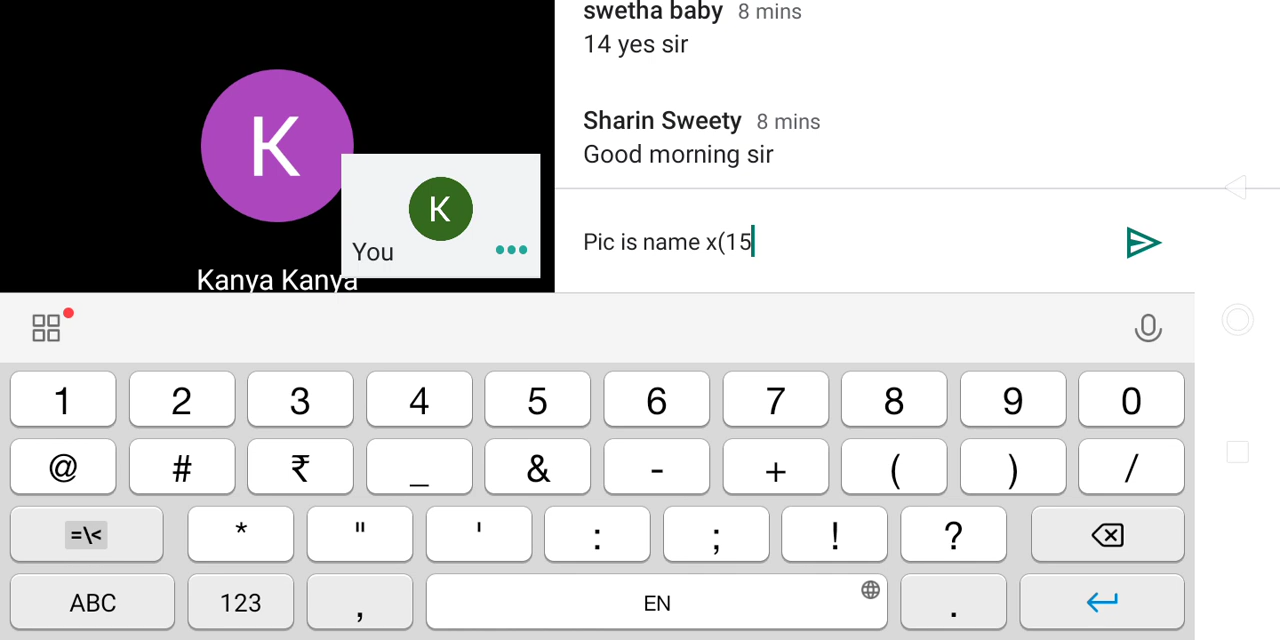 swetha baby 8 mins
14 yes sir
Sharin Sweety 8 mins
Good morning sir
K
K
You
Kanya Kanya
Pic is name x(15
1 2 3 4 5 6 7 8 9 0
@ # ₹ _ & - + ( ) /
=\< * " ' : ; ! ?
ABC 123 , EN .